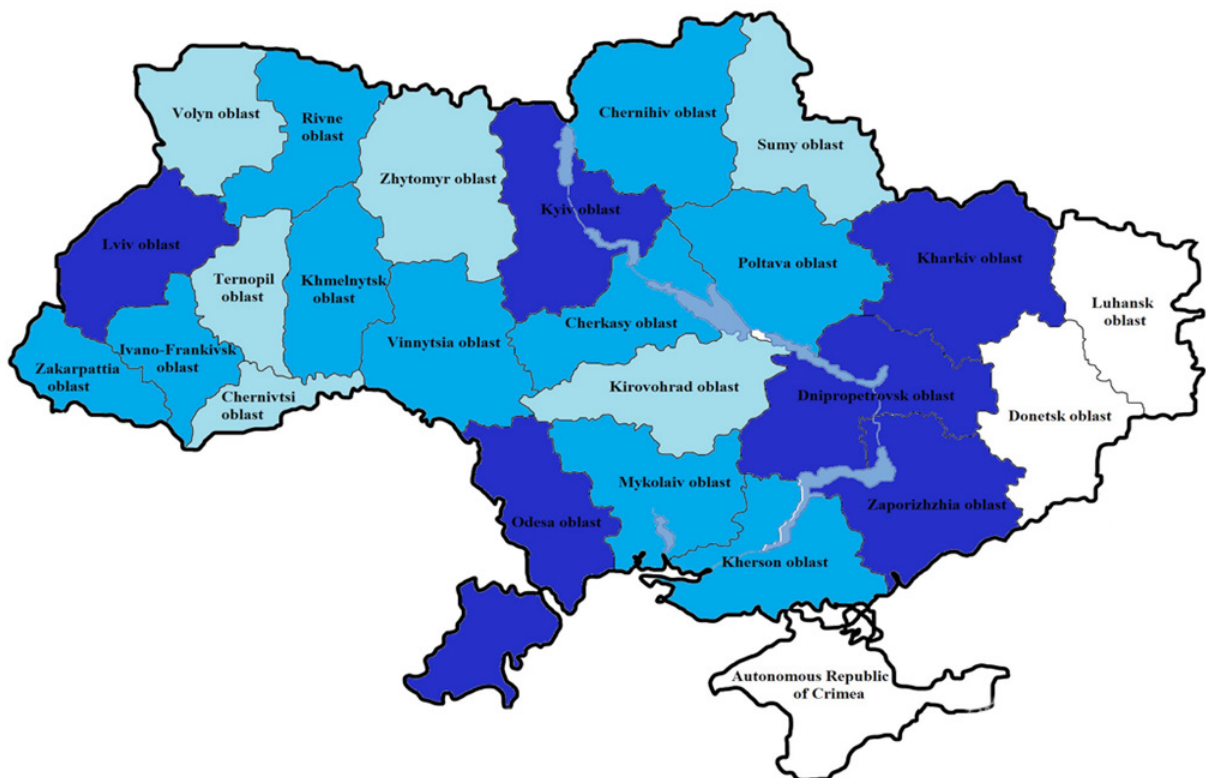 Volyn oblast
Rivne
oblast
Chernihiv oblast
Sumy oblast
Zhytomyr oblast
Kyiv oblast
Lviv oblast
Ternopil
oblast
Khmelnytsk
oblast
Poltava oblast
Kharkiv oblast
Luhansk
oblast
Cherkasy oblast
Vinnytsia oblast
Ivano-Frankivsk
oblast
Zakarpattia
oblast
Chernivtsi
oblast
Kirovohrad oblast
Dnipropetrovsk oblast
Donetsk oblast
Mykolaiv oblast
Zaporizhzhia oblast
Odesa oblast
Kherson oblast
Autonomous Republic
of Crimea